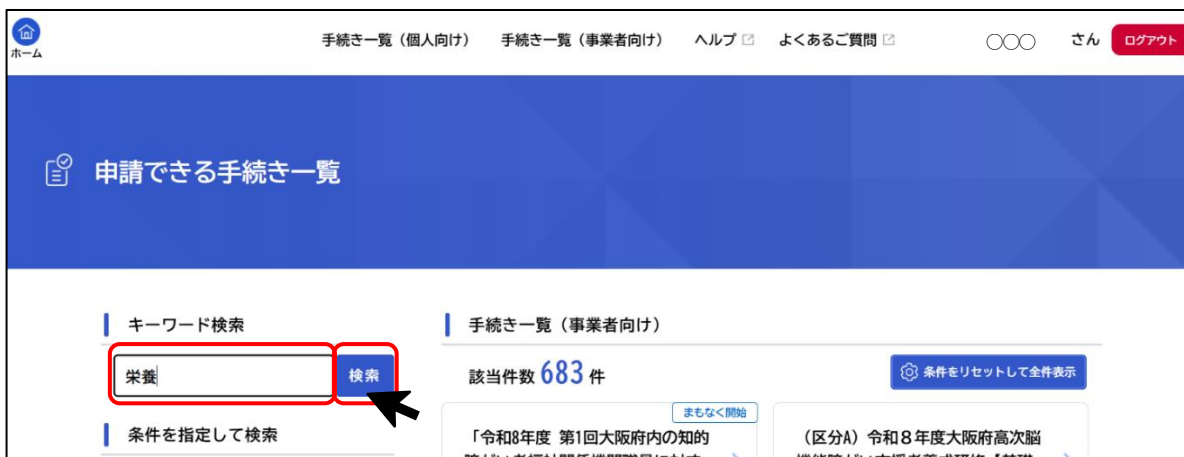 ホーム
手続き一覧（個人向け） 手続き一覧（事業者向け） ヘルプ よくあるご質問 〇〇〇 さん ログアウト
申請できる手続き一覧
キーワード検索
栄養 検索
条件を指定して検索
手続き一覧（事業者向け）
該当件数 683 件 条件をリセットして全件表示
まもなく開始
「令和8年度 第1回大阪府内の知的
（区分A）令和８年度大阪府高次脳